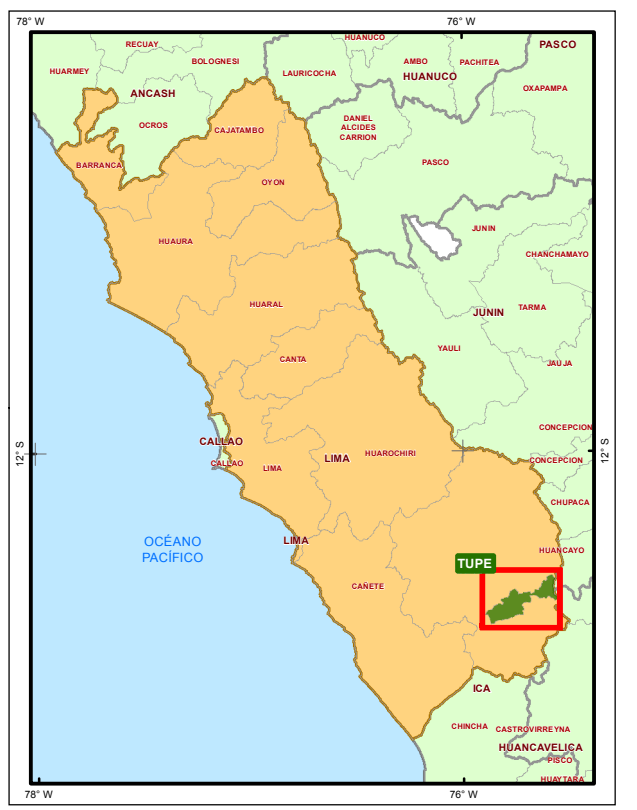 78° W
76° W
RECUAY
HUANUCO
PASCO
BOLOGNESI
AMBO
PACHITEA
HUARMEY
LAURICOCHA
HUANUCO
OXAPAMPA
ANCASH
OCROS
CAJATAMBO
DANIEL
ALCIDES
CARRION
BARRANCA
PASCO
OYON
HUAURA
JUNIN
CHANCHAMAYO
HUARAL
TARMA
JUNIN
YAULI
CANTA
JAUJA
CONCEPCION
CALLAO
12° S
12° S
HUAROCHIRI
LIMA
CALLAO
LIMA
CONCEPCION
CHUPACA
LIMA
OCÉANO
PACÍFICO
HUANCAYO
TUPE
CAÑETE
ICA
CHINCHA
CASTROVIRREYNA
HUANCAVELICA
PISCO
HUAYTARA
78° W
76° W